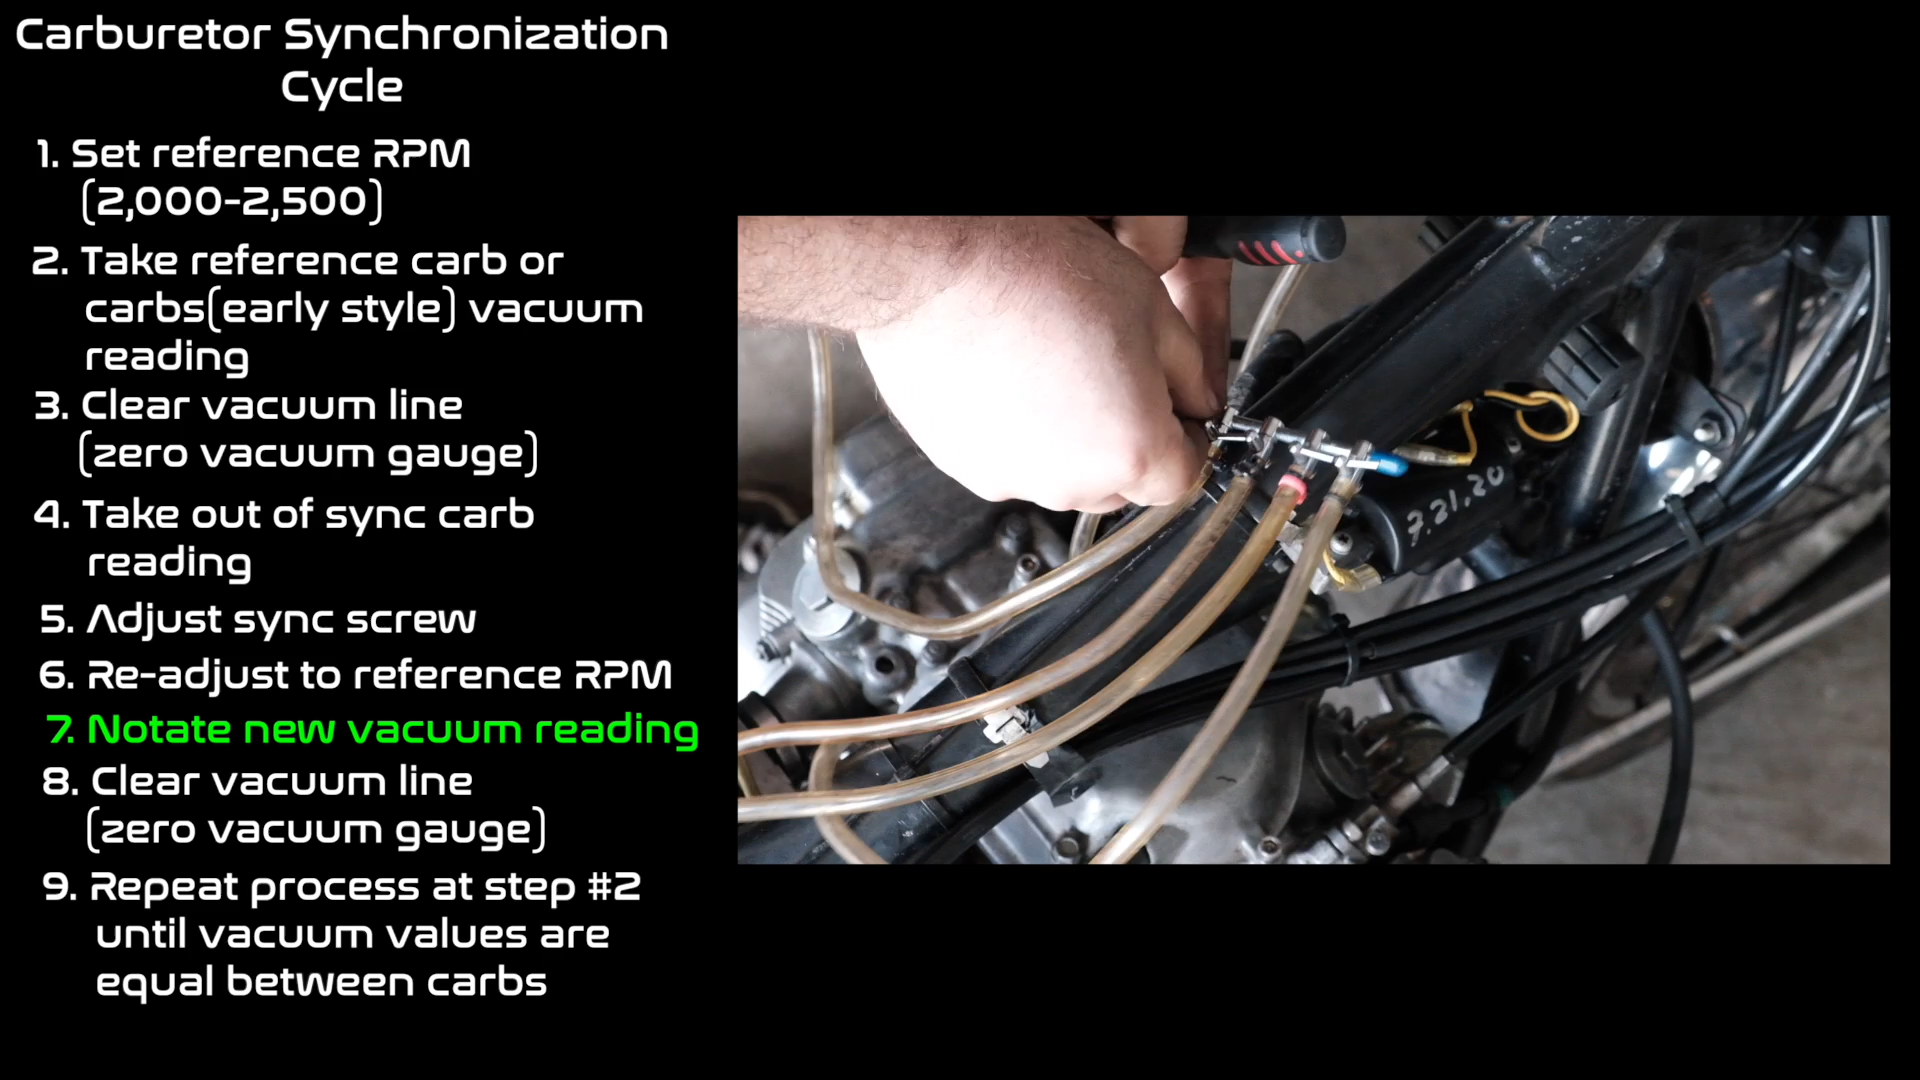 Carburetor Synchronization
Cycle
1. Set reference RPM
(2,000-2,500)
2. Take reference carb or
carbs(early style) vacuum
reading
3. Clear vacuum line
(zero vacuum gauge)
4. Take out of sync carb
reading
5. Adjust sync screw
6. Re-adjust to reference RPM
7. Notate new vacuum reading
8. Clear vacuum line
(zero vacuum gauge)
9. Repeat process at step #2
until vacuum values are
equal between carbs
7.21.20